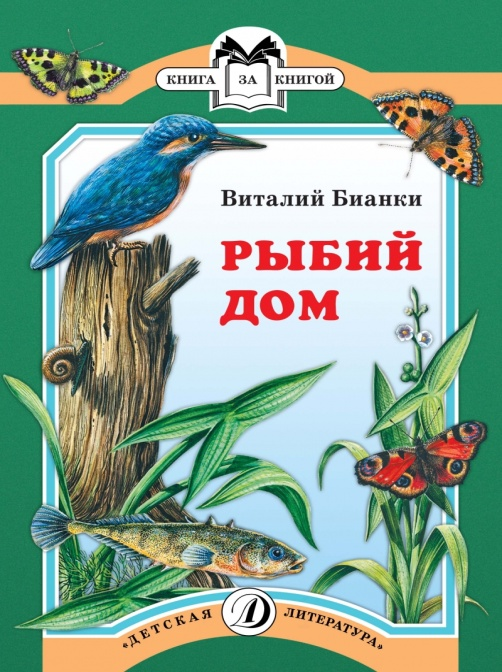 КНИГА ЗА КНИГОЙ
Виталий Бианки
РЫБИЙ
ДОМ
Д
«ДЕТСКАЯ ЛИТЕРАТУРА»